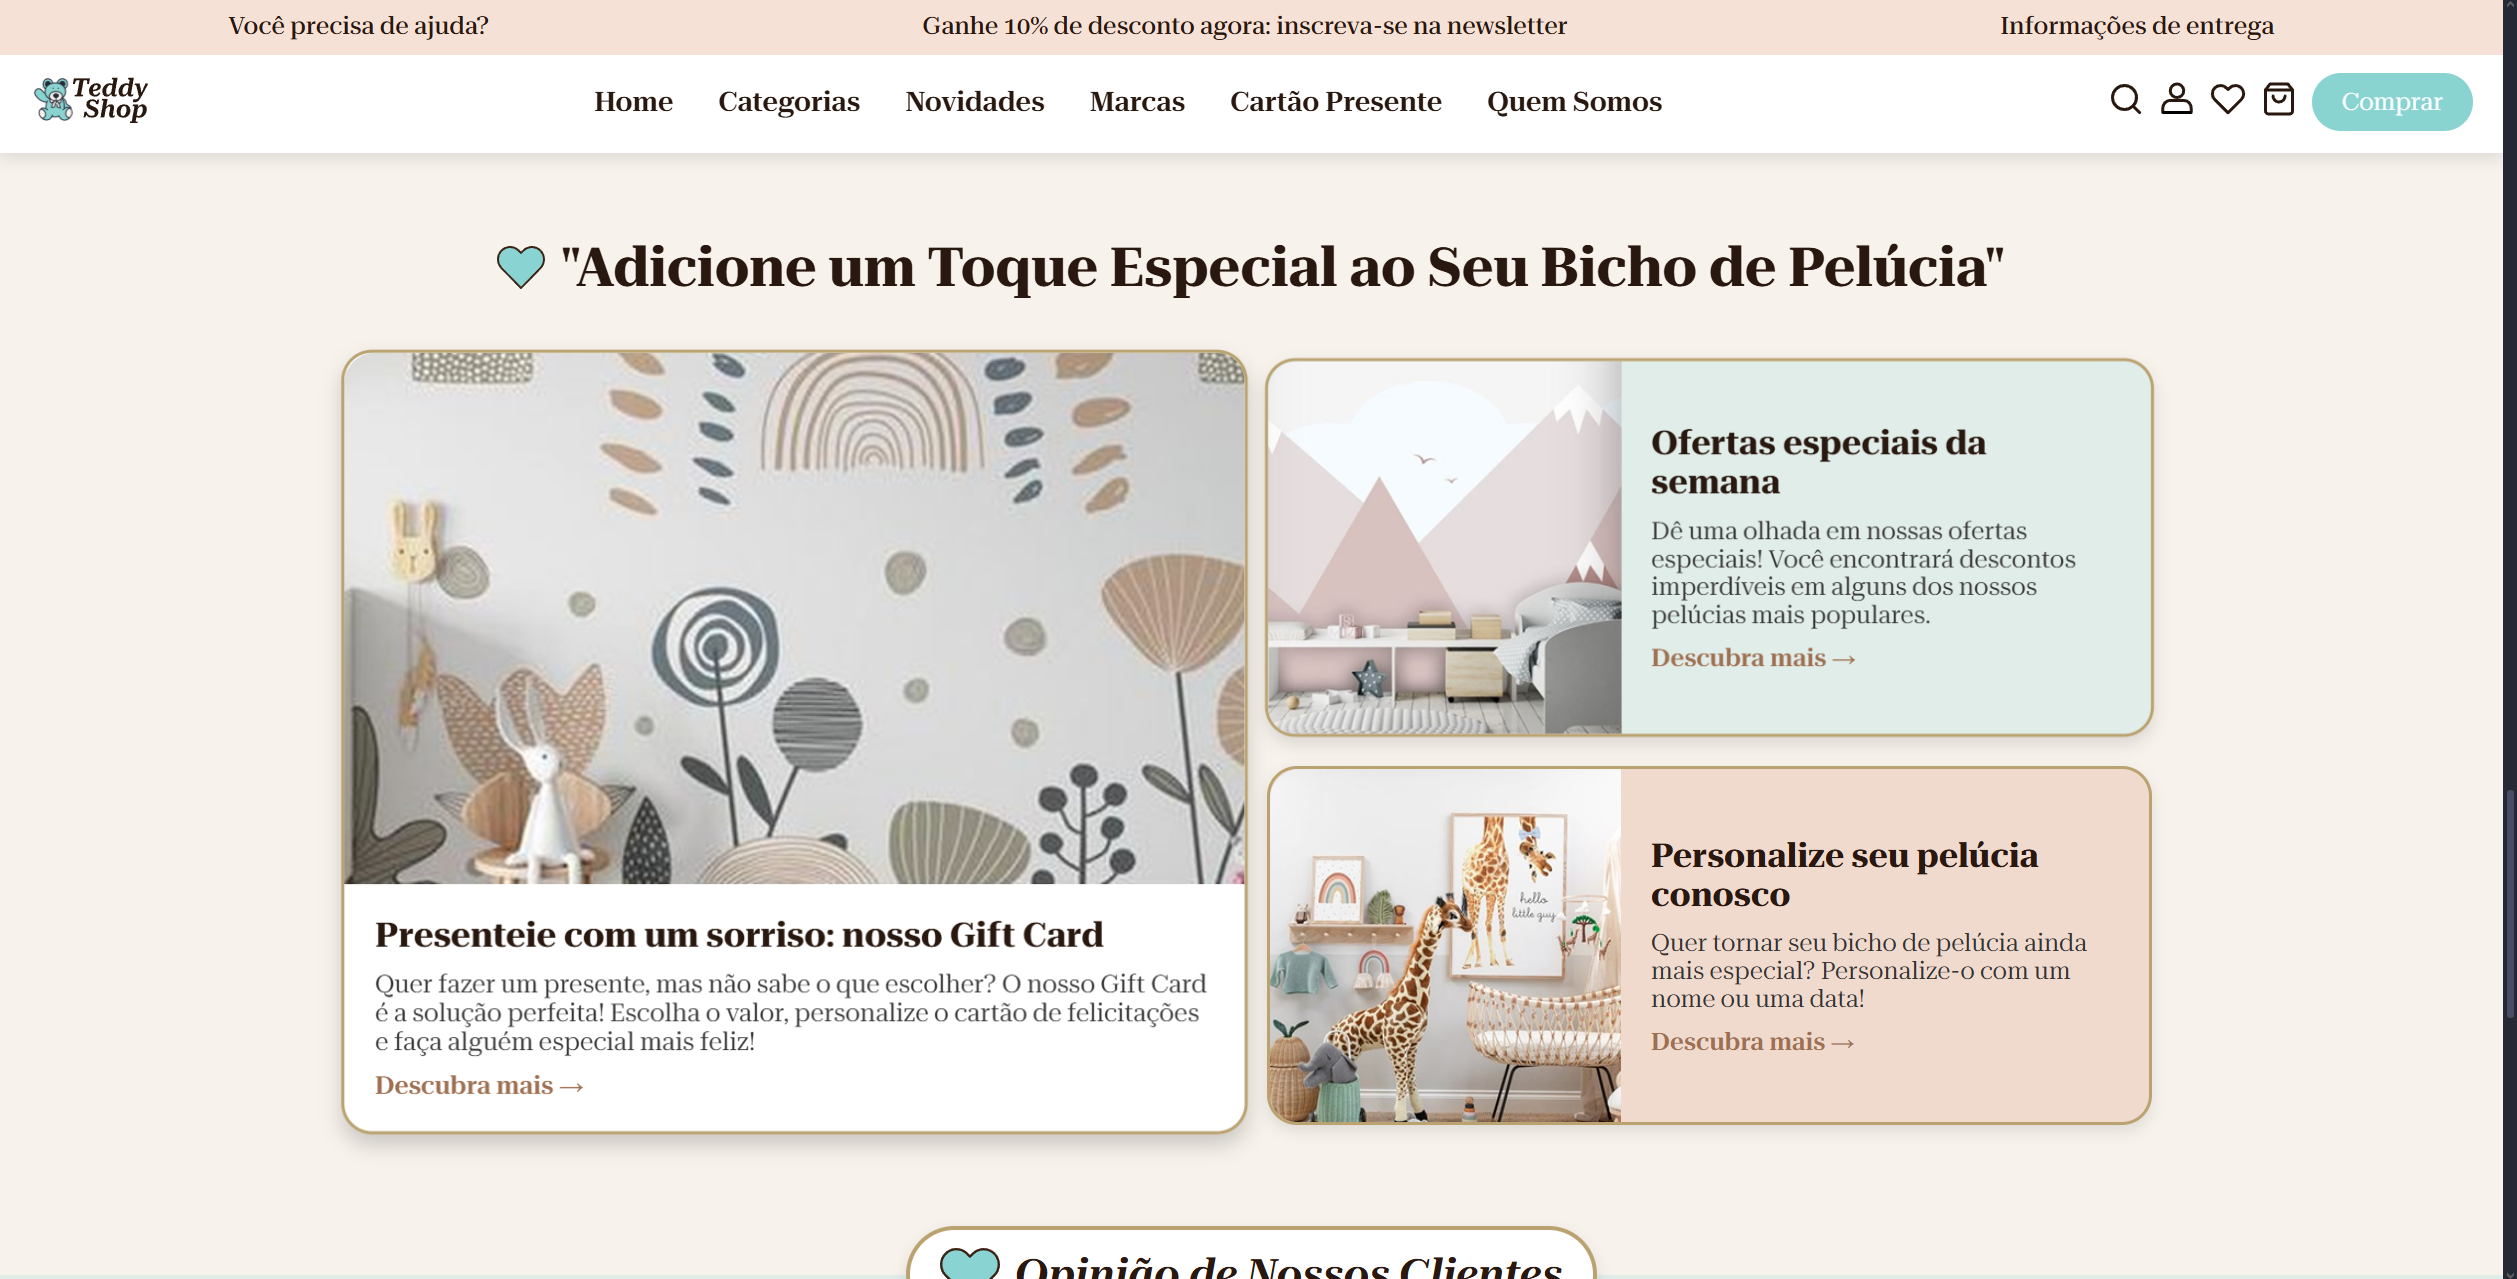 Você precisa de ajuda?
Ganhe 10% de desconto agora: inscreva-se na newsletter
Informações de entrega
Teddy
Shop
Home
Categorias
Novidades
Marcas
Cartão Presente
Quem Somos
Comprar
"Adicione um Toque Especial ao Seu Bicho de Pelúcia"
Presenteie com um sorriso: nosso Gift Card
Quer fazer um presente, mas não sabe o que escolher? O nosso Gift Card
é a solução perfeita! Escolha o valor, personalize o cartão de felicitações
e faça alguém especial mais feliz!
Descubra mais →
Ofertas especiais da
semana
Dê uma olhada em nossas ofertas
especiais! Você encontrará descontos
imperdíveis em alguns dos nossos
pelúcias mais populares.
Descubra mais →
hello
little guy
Personalize seu pelúcia
conosco
Quer tornar seu bicho de pelúcia ainda
mais especial? Personalize-o com um
nome ou uma data!
Descubra mais →
Opinião de Nossos Clientes